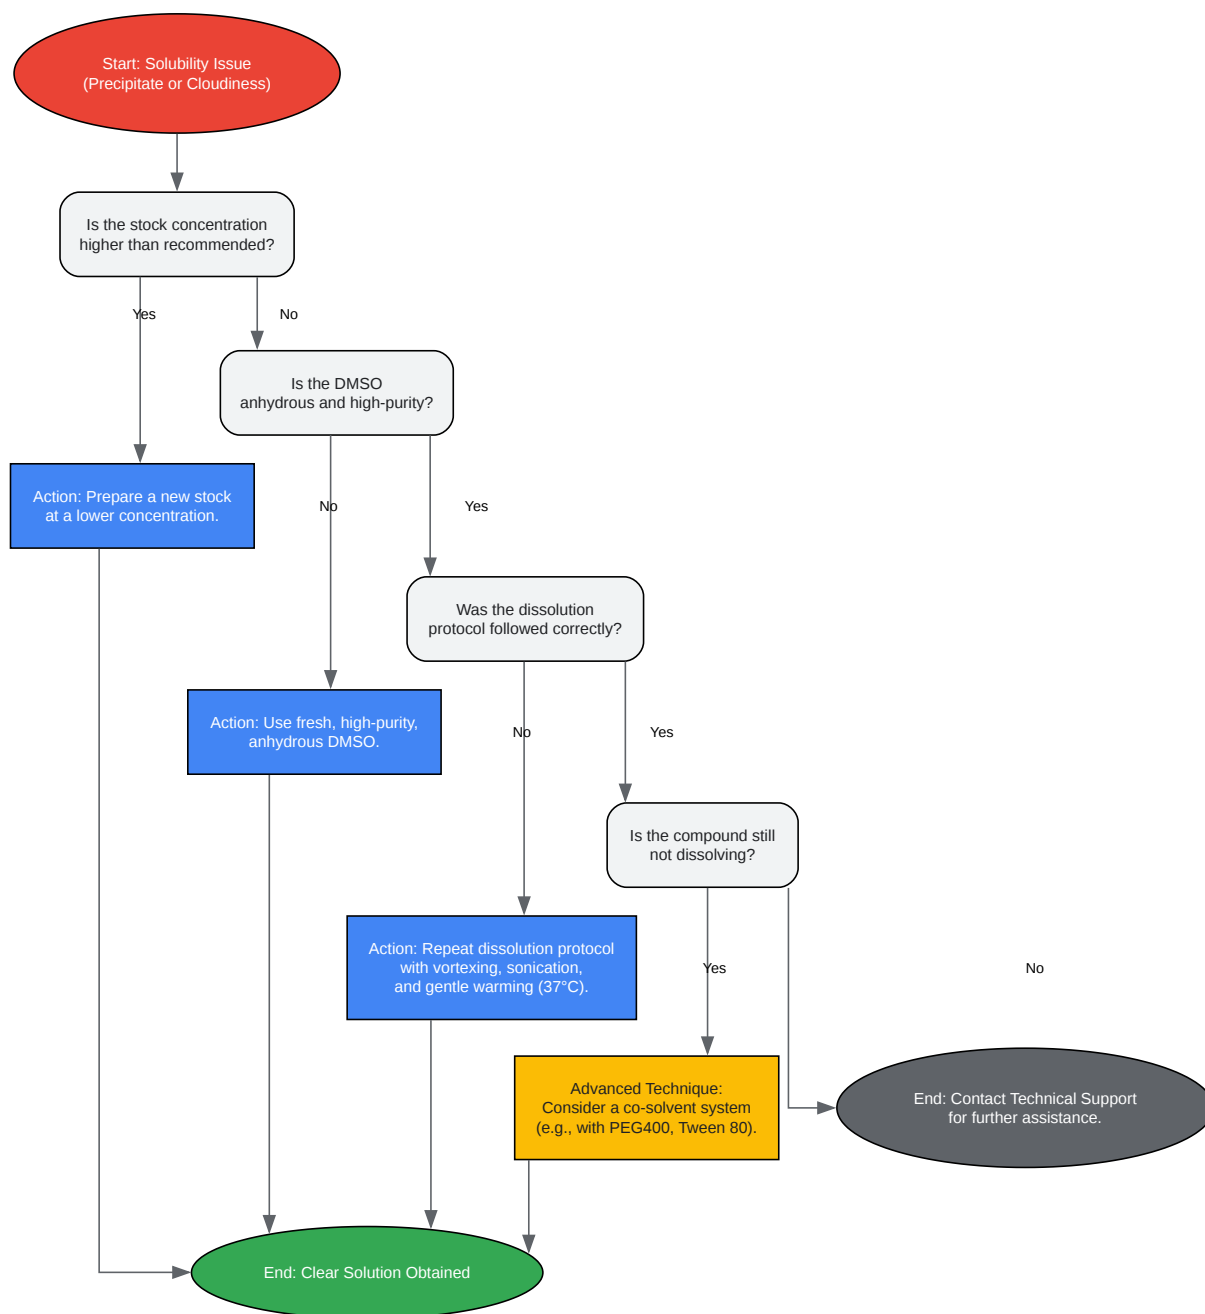 Start: Solubility Issue
(Precipitate or Cloudiness)
Is the stock concentration
higher than recommended?
Yes
No
Is the DMSO
anhydrous and high-purity?
Action: Prepare a new stock
at a lower concentration.
No
Yes
Was the dissolution
protocol followed correctly?
Action: Use fresh, high-purity,
anhydrous DMSO.
No
Yes
Is the compound still
not dissolving?
Action: Repeat dissolution protocol
with vortexing, sonication,
and gentle warming (37°C).
Yes
No
Advanced Technique:
Consider a co-solvent system
(e.g., with PEG400, Tween 80).
End: Contact Technical Support
for further assistance.
End: Clear Solution Obtained